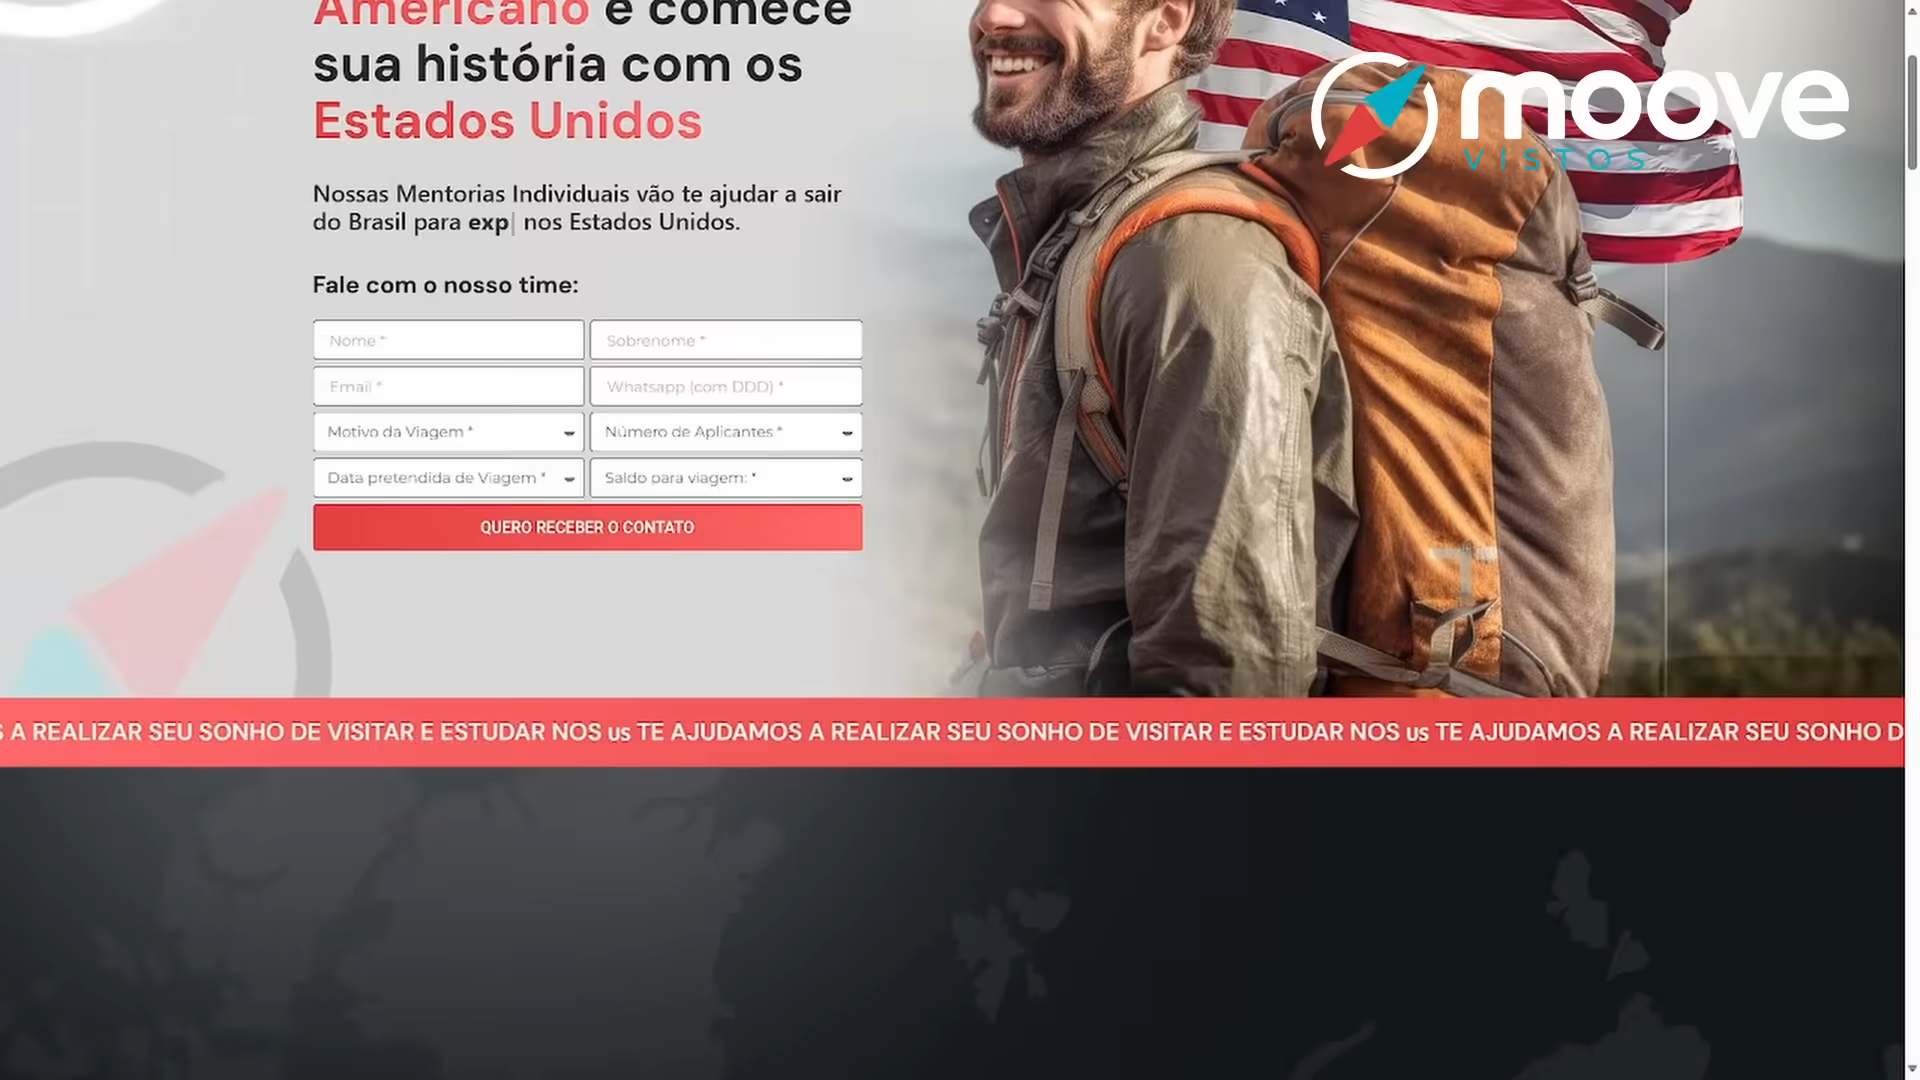 Americano e comece
sua história com os
Estados Unidos
moove
VISTOS
Nossas Mentorias Individuais vão te ajudar a sair
do Brasil para exp| nos Estados Unidos.
Fale com o nosso time:
Nome *
Sobrenome *
Email *
Whatsapp (com DDD) *
Motivo da Viagem *
Número de Aplicantes *
Data pretendida de Viagem *
Saldo para viagem: *
QUERO RECEBER O CONTATO
S A REALIZAR SEU SONHO DE VISITAR E ESTUDAR NOS us TE AJUDAMOS A REALIZAR SEU SONHO DE VISITAR E ESTUDAR NOS us TE AJUDAMOS A REALIZAR SEU SONHO D